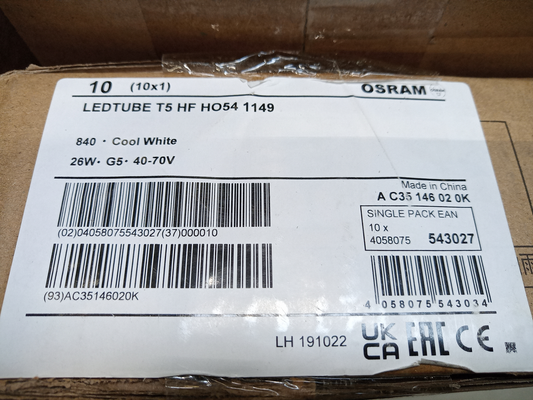 10 (10x1)
OSRAM
LEDTUBE T5 HF HO54 1149
840 · Cool White
26W· G5· 40-70V
Made in China
A C35 146 02 0K
SINGLE PACK EAN
10 x
4058075 543027
(02)04058075543027(37)000010
(93)AC35146020K
4 058075 543034
LH 191022
UK CA EAC CE
雨